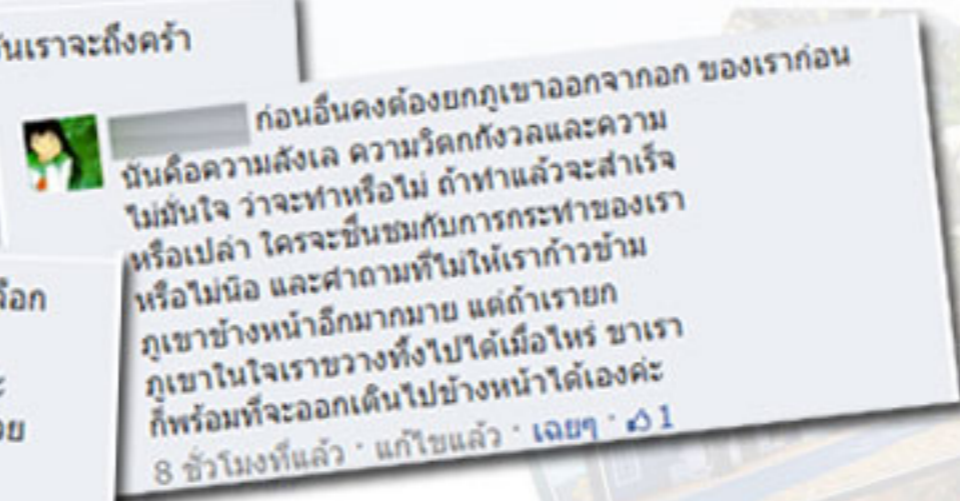 ันเราจะถึงคร้า
ก่อนอื่นคงต้องยกภูเขาออกจากอก ของเราก่อน
นั่นคือความลังเล ความวิตกกังวลและความ
ไม่มั่นใจ ว่าจะทำหรือไม่ ถ้าทำแล้วจะสำเร็จ
หรือเปล่า ใครจะชื่นชมกับการกระทำของเรา
หรือไม่นิอ และคำถามที่ไม่ให้เราก้าวข้าม
ภูเขาข้างหน้าอีกมากมาย แต่ถ้าเรายก
ภูเขาในใจเราขวางทิ้งไปได้เมื่อไหร่ ขาเรา
ก็พร้อมที่จะออกเดินไปข้างหน้าได้เองค่ะ
8 ชั่วโมงที่แล้ว · แก้ไขแล้ว · เฉยๆ · 1